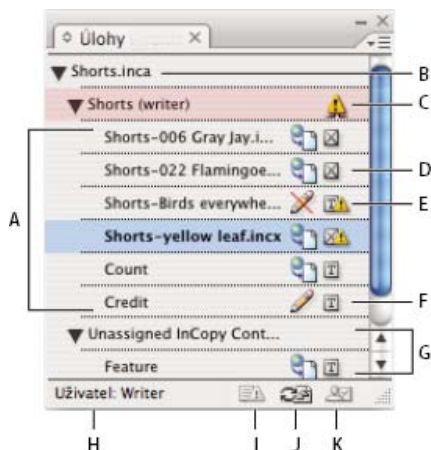 Úlohy
Shorts.inca
B
Shorts (writer)
C
Shorts-006 Gray Jay.i...
Shorts-022 Flamingoe...
D
A
Shorts-Birds everywhe...
E
Shorts-yellow leaf.incx
Count
Credit
F
Unassigned InCopy Cont...
G
Feature
Uživatel: Writer
H I J K